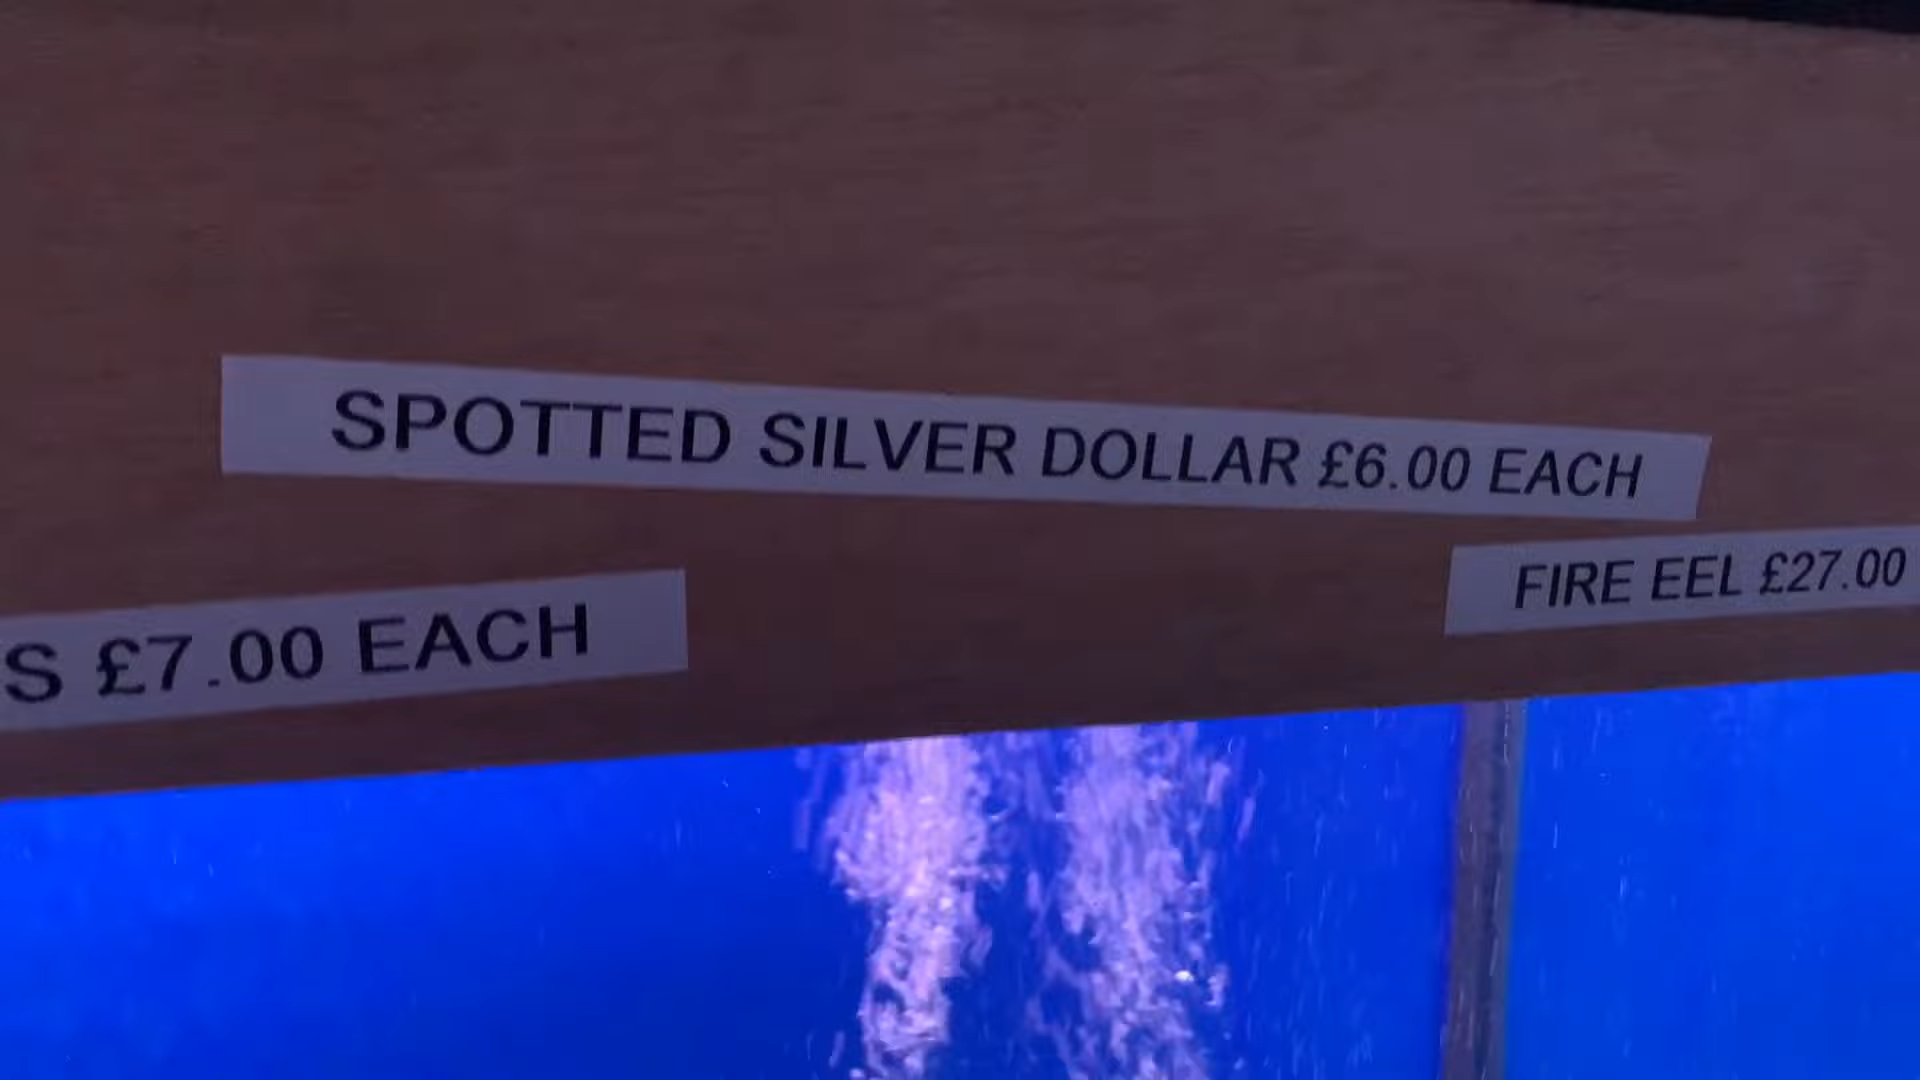 SPOTTED SILVER DOLLAR £6.00 EACH
S £7.00 EACH
FIRE EEL £27.00